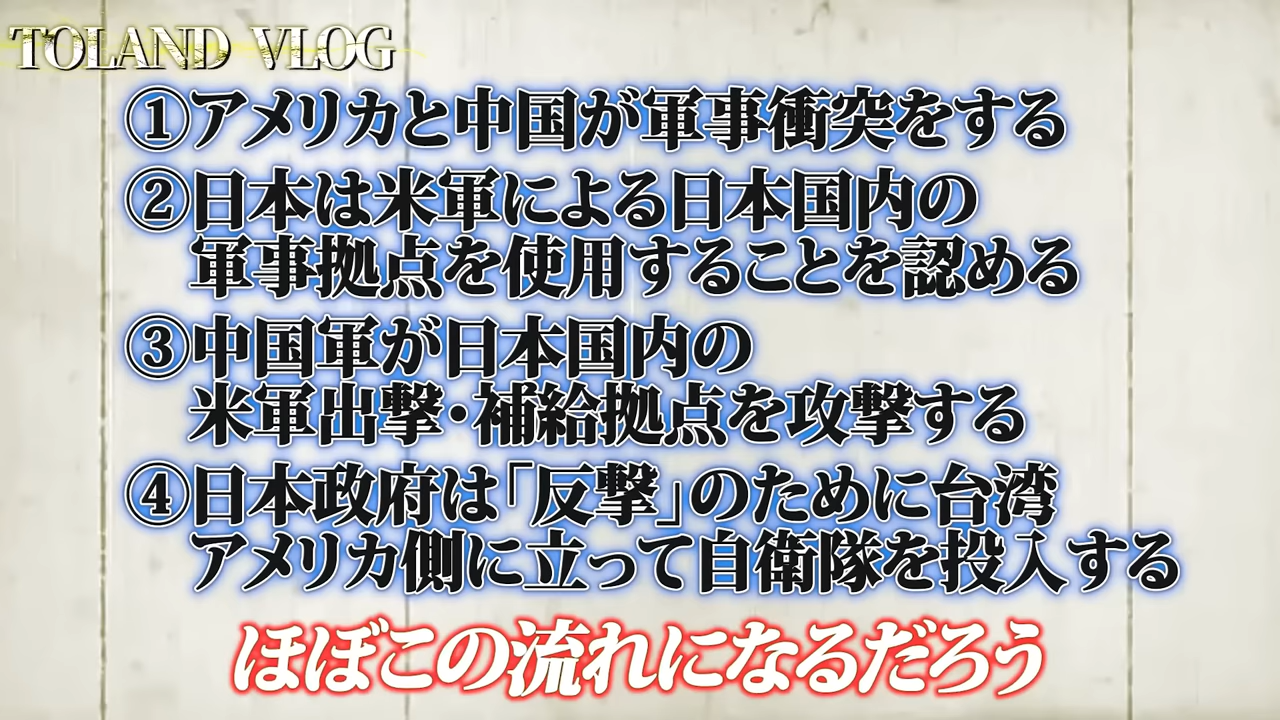 TOLAND VLOG
①アメリカと中国が軍事衝突をする
②日本は米軍による日本国内の
軍事拠点を使用することを認める
③中国軍が日本国内の
米軍出撃・補給拠点を攻撃する
④日本政府は「反撃」のために台湾
アメリカ側に立って自衛隊を投入する
ほぼこの流れになるだろう